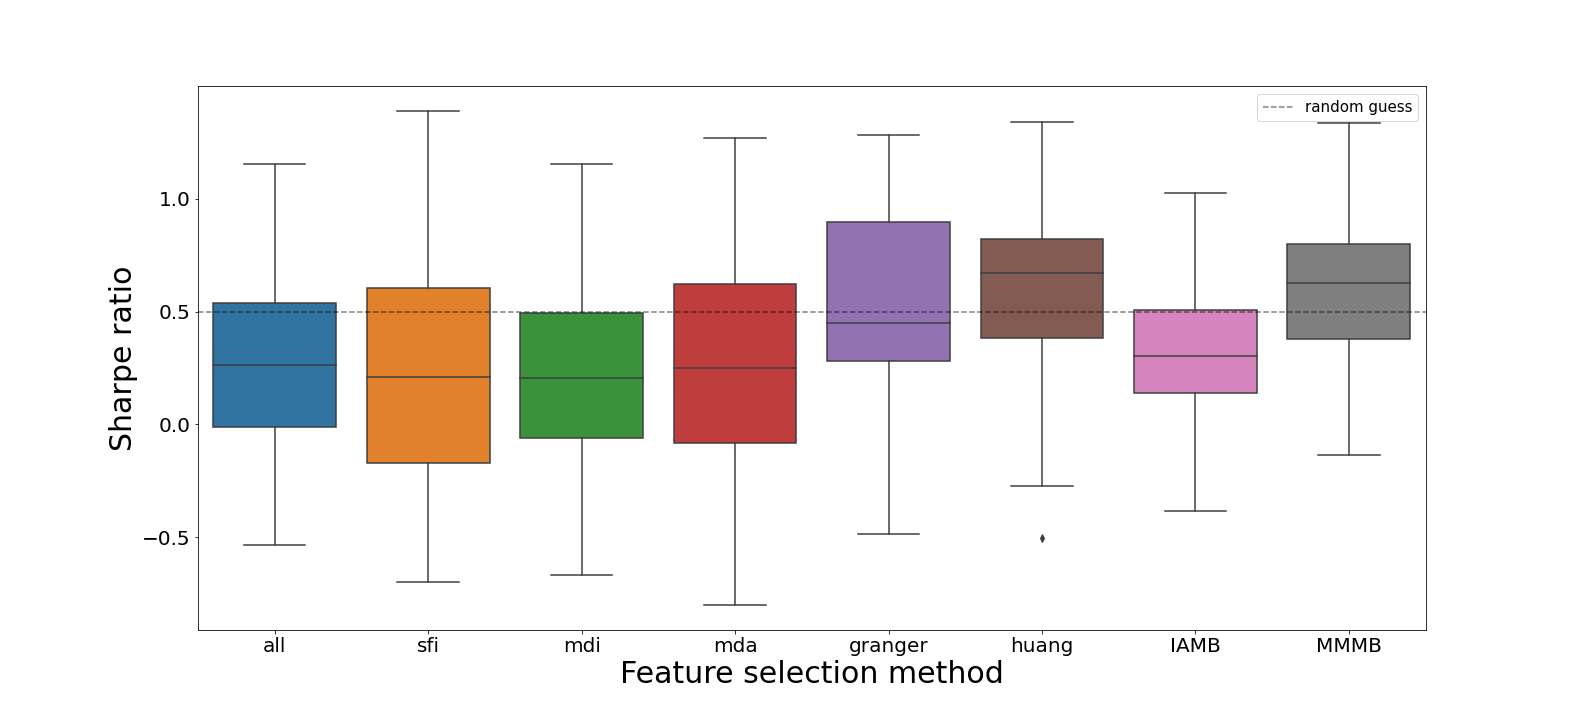 random guess
1.0
0.5
0.0
−0.5
Sharpe ratio
all sfi mdi mda granger huang IAMB MMMB
Feature selection method